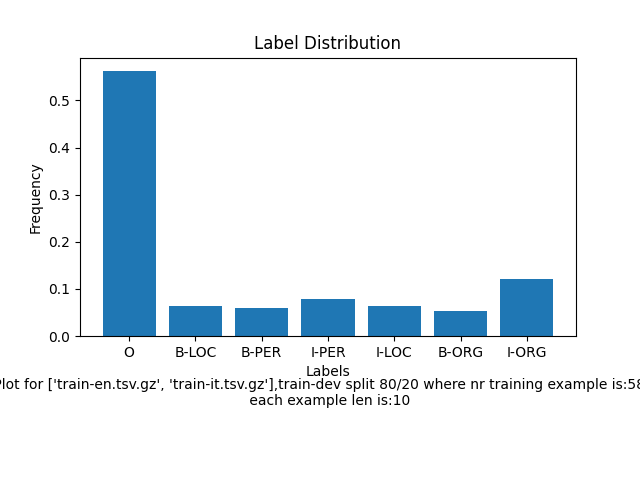 Label Distribution
Frequency
0.5
0.4
0.3
0.2
0.1
0.0
O B-LOC B-PER I-PER I-LOC B-ORG I-ORG
Labels
Plot for ['train-en.tsv.gz', 'train-it.tsv.gz'],train-dev split 80/20 where nr training example is:58
each example len is:10